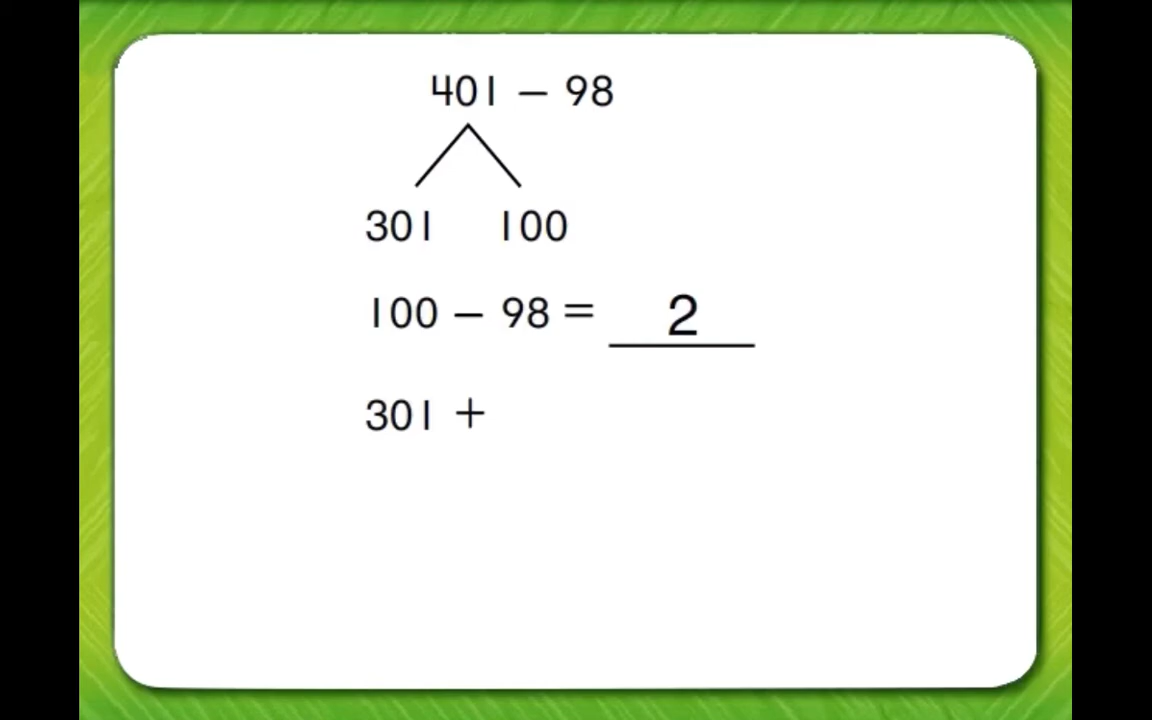 401 – 98
301 100
100 – 98 = 2
301 +